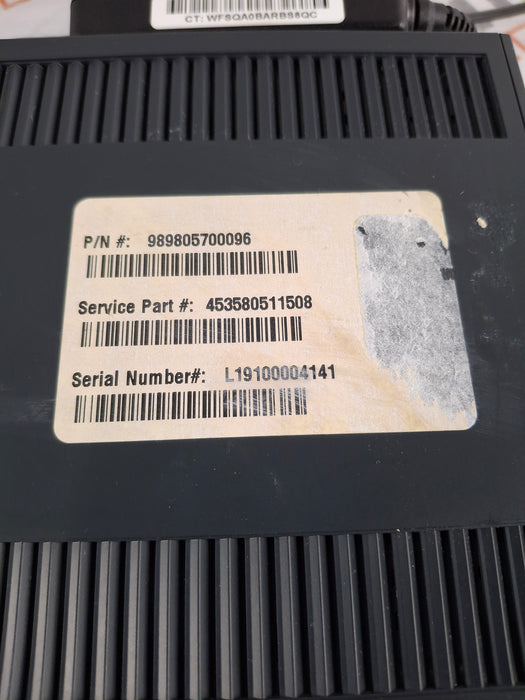 CT: WFSQA0BARBS8QC
P/N #: 989805700096
Service Part #: 453580511508
Serial Number#: L19100004141